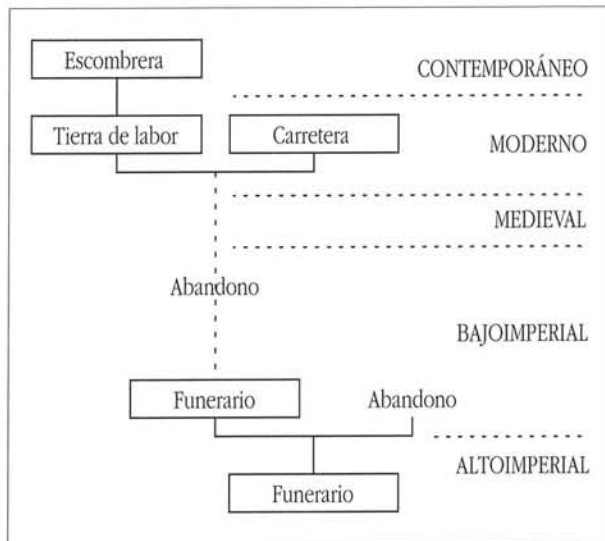 Escombrera
CONTEMPORÁNEO
Tierra de labor
Carretera
MODERNO
MEDIEVAL
Abandono
BAJOIMPERIAL
Funerario
Abandono
ALTOIMPERIAL
Funerario